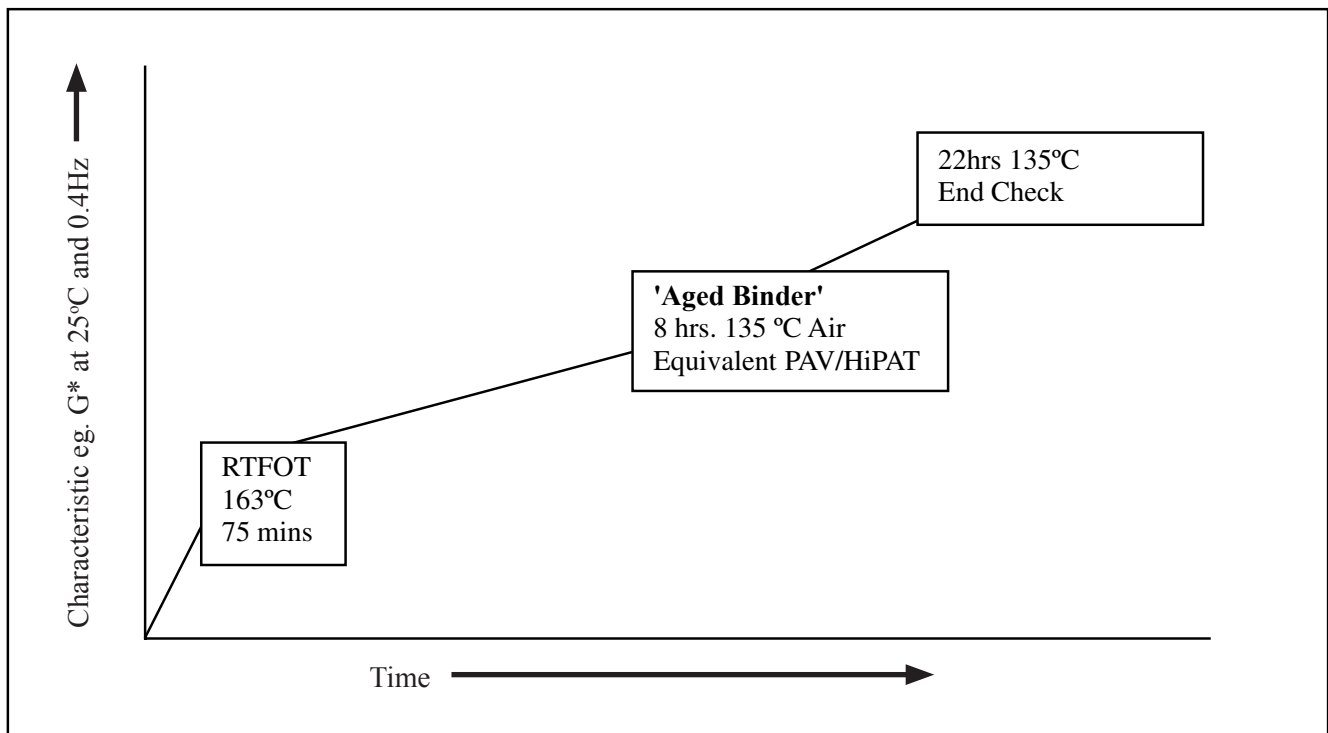 Characteristic eg. G* at 25ºC and 0.4Hz
22hrs 135ºC
End Check
'Aged Binder'
8 hrs. 135 ºC Air
Equivalent PAV/HiPAT
RTFOT
163ºC
75 mins
Time